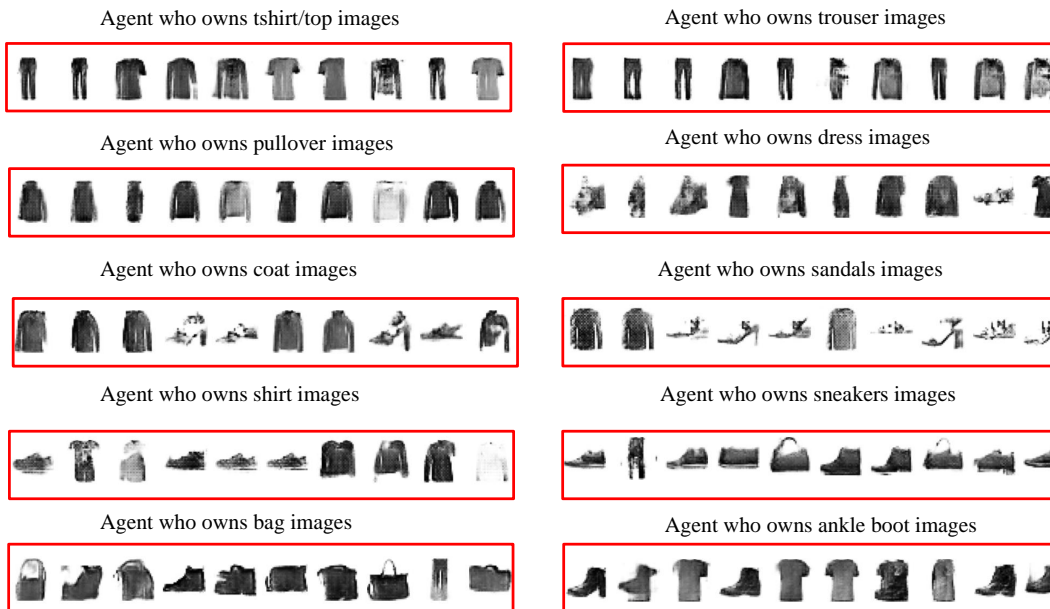 Agent who owns tshirt/top images
Agent who owns trouser images
Agent who owns pullover images
Agent who owns dress images
Agent who owns coat images
Agent who owns sandals images
Agent who owns shirt images
Agent who owns sneakers images
Agent who owns bag images
Agent who owns ankle boot images